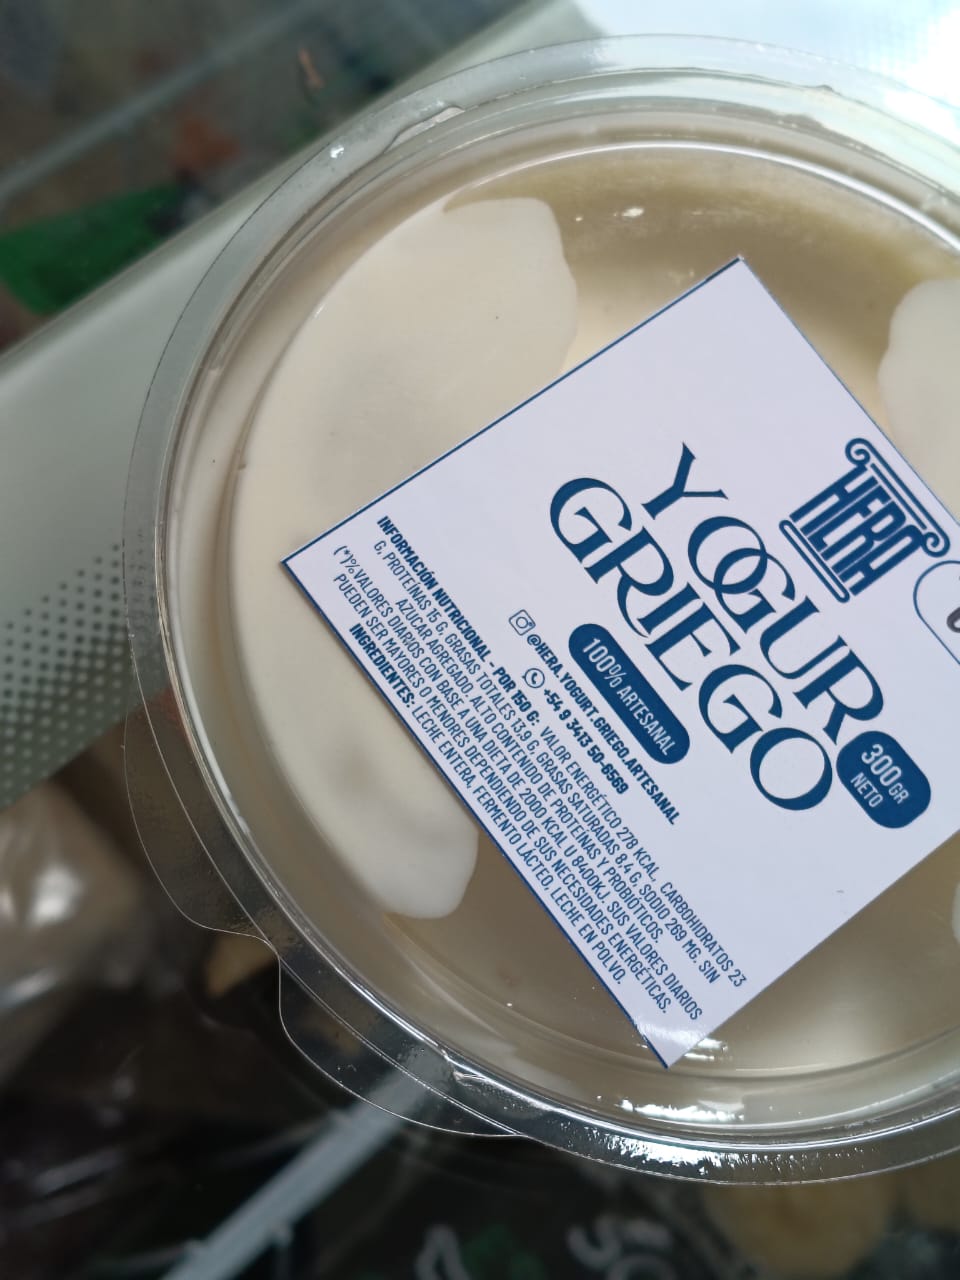 HERA
YOGUR
GRIEGO
300GR
NETO
100% ARTESANAL
@HERA.YOGURT.GRIEGO.ARTESANAL
+54 9 3413 50-6569
INFORMACIÓN NUTRICIONAL - POR 150 G: VALOR ENERGÉTICO 278 KCAL, CARBOHIDRATOS 23
G, PROTEÍNAS 15 G, GRASAS TOTALES 13,9 G, GRASAS SATURADAS 8,4 G, SODIO 269 MG. SIN
AZÚCAR AGREGADO. ALTO CONTENIDO DE PROTEÍNAS Y PROBIÓTICOS.
(*)%VALORES DIARIOS CON BASE A UNA DIETA DE 2000 KCAL U 8400KJ. SUS VALORES DIARIOS
PUEDEN SER MAYORES O MENORES DEPENDIENDO DE SUS NECESIDADES ENERGÉTICAS.
INGREDIENTES: LECHE ENTERA, FERMENTO LÁCTEO, LECHE EN POLVO.